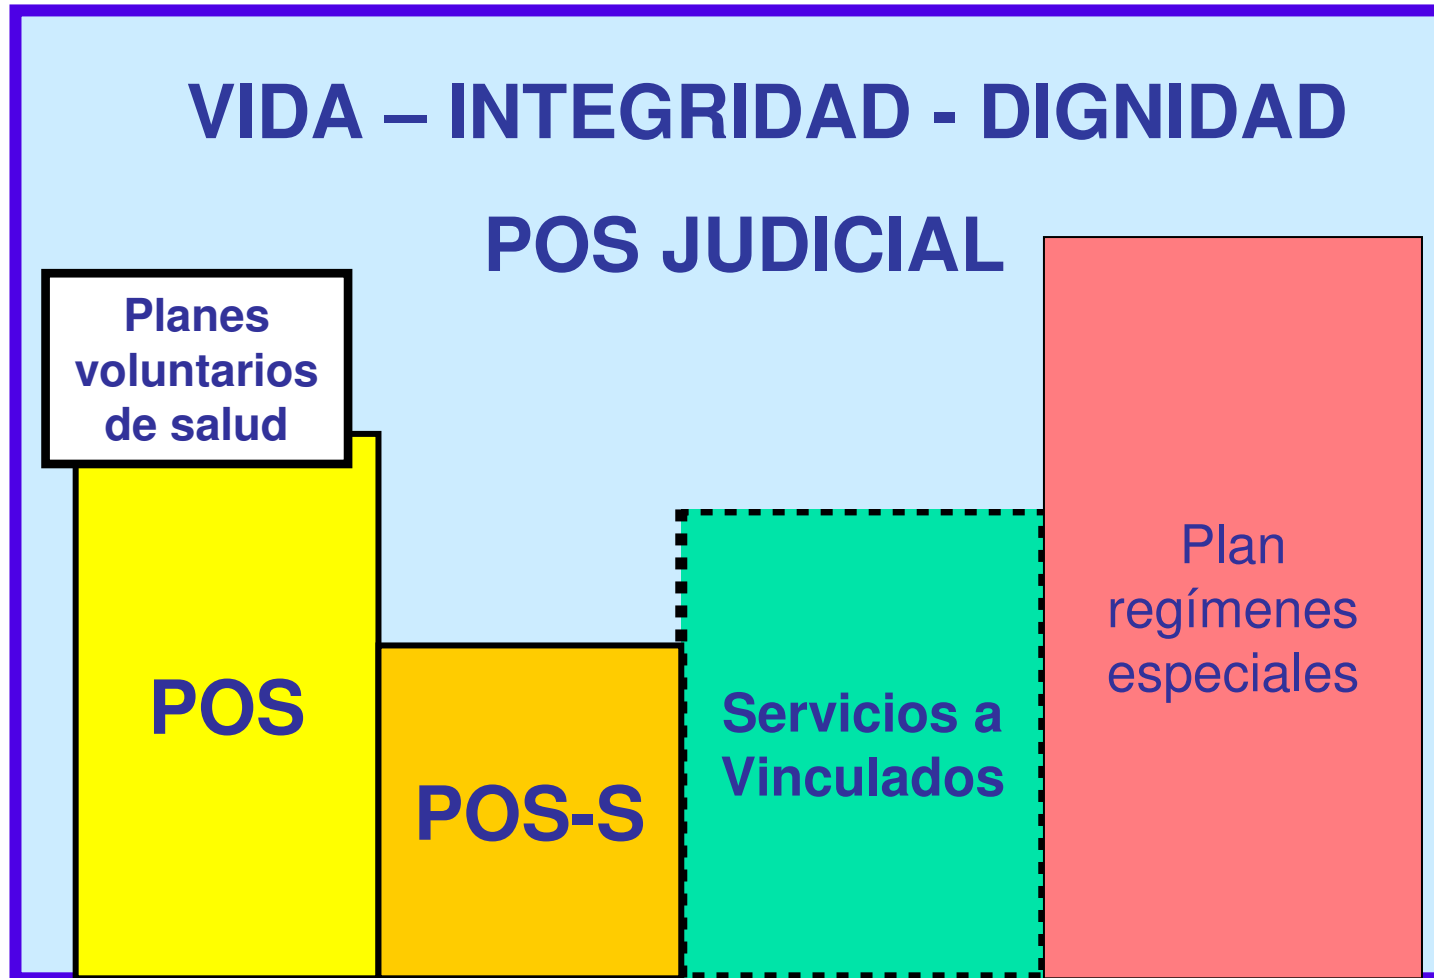 VIDA – INTEGRIDAD - DIGNIDAD
POS JUDICIAL
Planes
voluntarios
de salud
POS
POS-S
Servicios a
Vinculados
Plan
regímenes
especiales